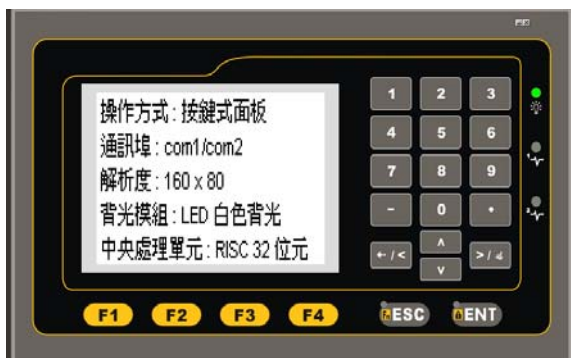 操作方式 : 按鍵式面板
通訊埠 : com1/com2
解析度 : 160 x 80
背光模組 : LED 白色背光
中央處理單元 : RISC 32 位元
1 2 3
4 5 6
7 8 9
- 0 •
←/< ∧ >/
∨
F1 F2 F3 F4 ESC ENT